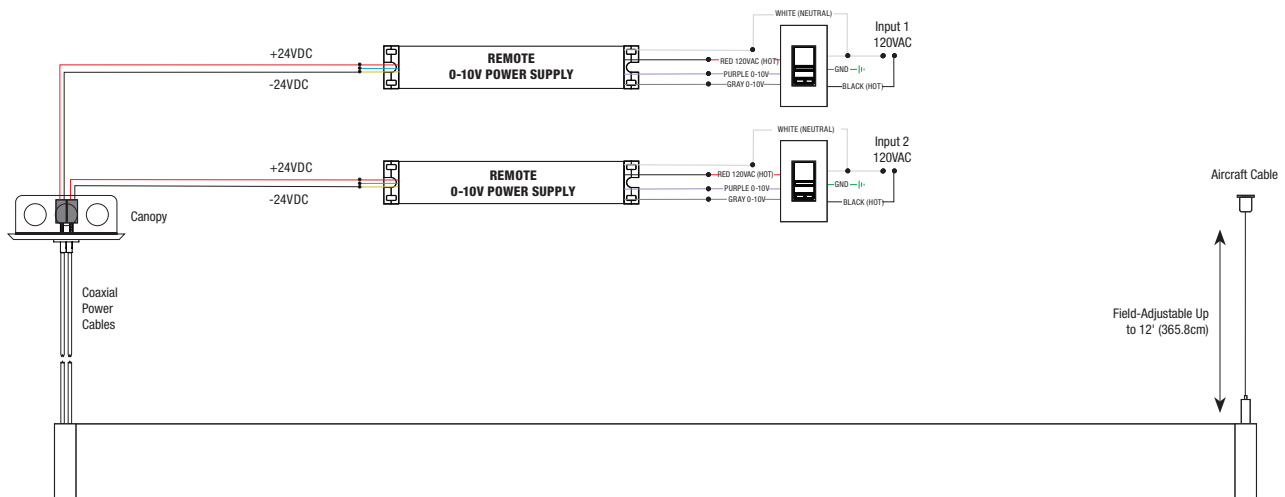 WHITE (NEUTRAL)
Input 1
120VAC
+24VDC
REMOTE
0-10V POWER SUPPLY
RED 120VAC (HOT)
GND
PURPLE 0-10V
-24VDC
GRAY 0-10V
BLACK (HOT)
WHITE (NEUTRAL)
Input 2
120VAC
+24VDC
REMOTE
0-10V POWER SUPPLY
RED 120VAC (HOT)
GND
PURPLE 0-10V
-24VDC
GRAY 0-10V
BLACK (HOT)
Aircraft Cable
Canopy
Coaxial
Power
Cables
Field-Adjustable Up
to 12' (365.8cm)